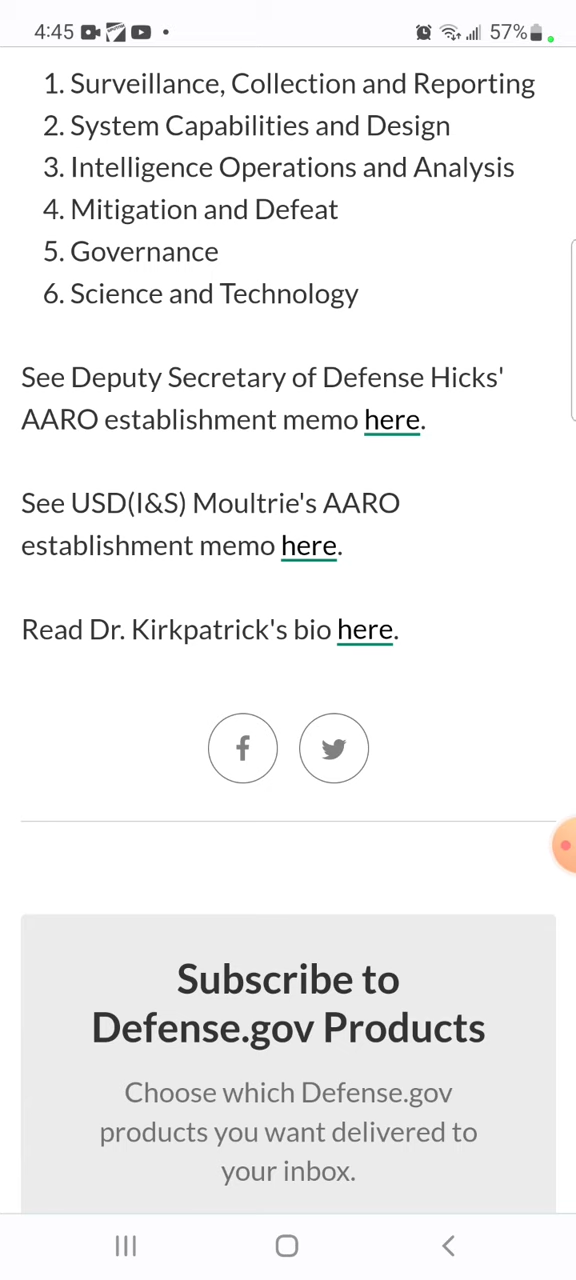 4:45
57%
1. Surveillance, Collection and Reporting
2. System Capabilities and Design
3. Intelligence Operations and Analysis
4. Mitigation and Defeat
5. Governance
6. Science and Technology
See Deputy Secretary of Defense Hicks'
AARO establishment memo here.
See USD(I&S) Moultrie's AARO
establishment memo here.
Read Dr. Kirkpatrick's bio here.
Subscribe to
Defense.gov Products
Choose which Defense.gov
products you want delivered to
your inbox.